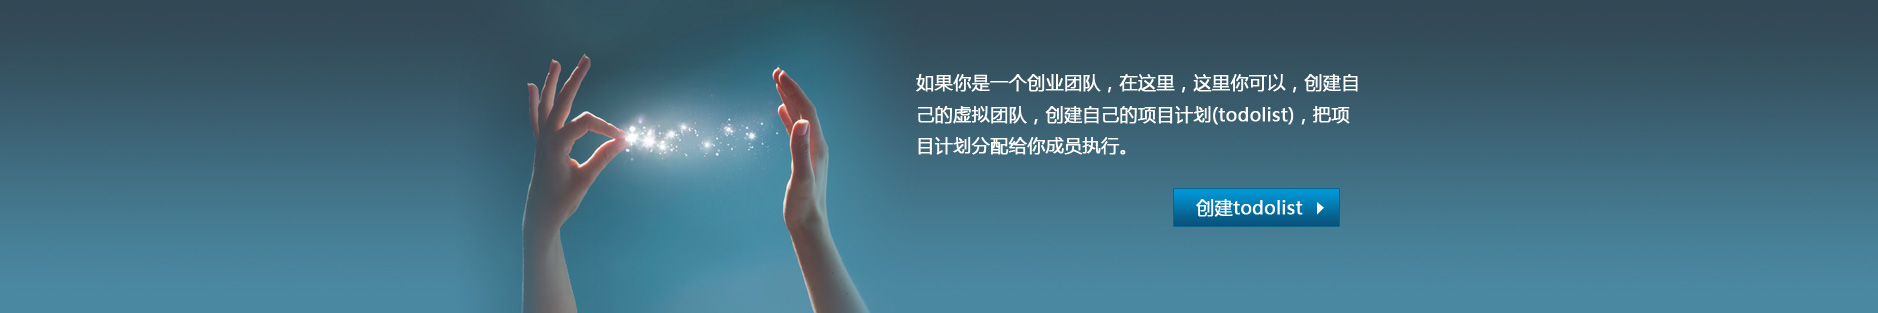 如果你是一个创业团队，在这里，这里你可以，创建自
己的虚拟团队，创建自己的项目计划(todolist)，把项
目计划分配给你成员执行。
创建todolist